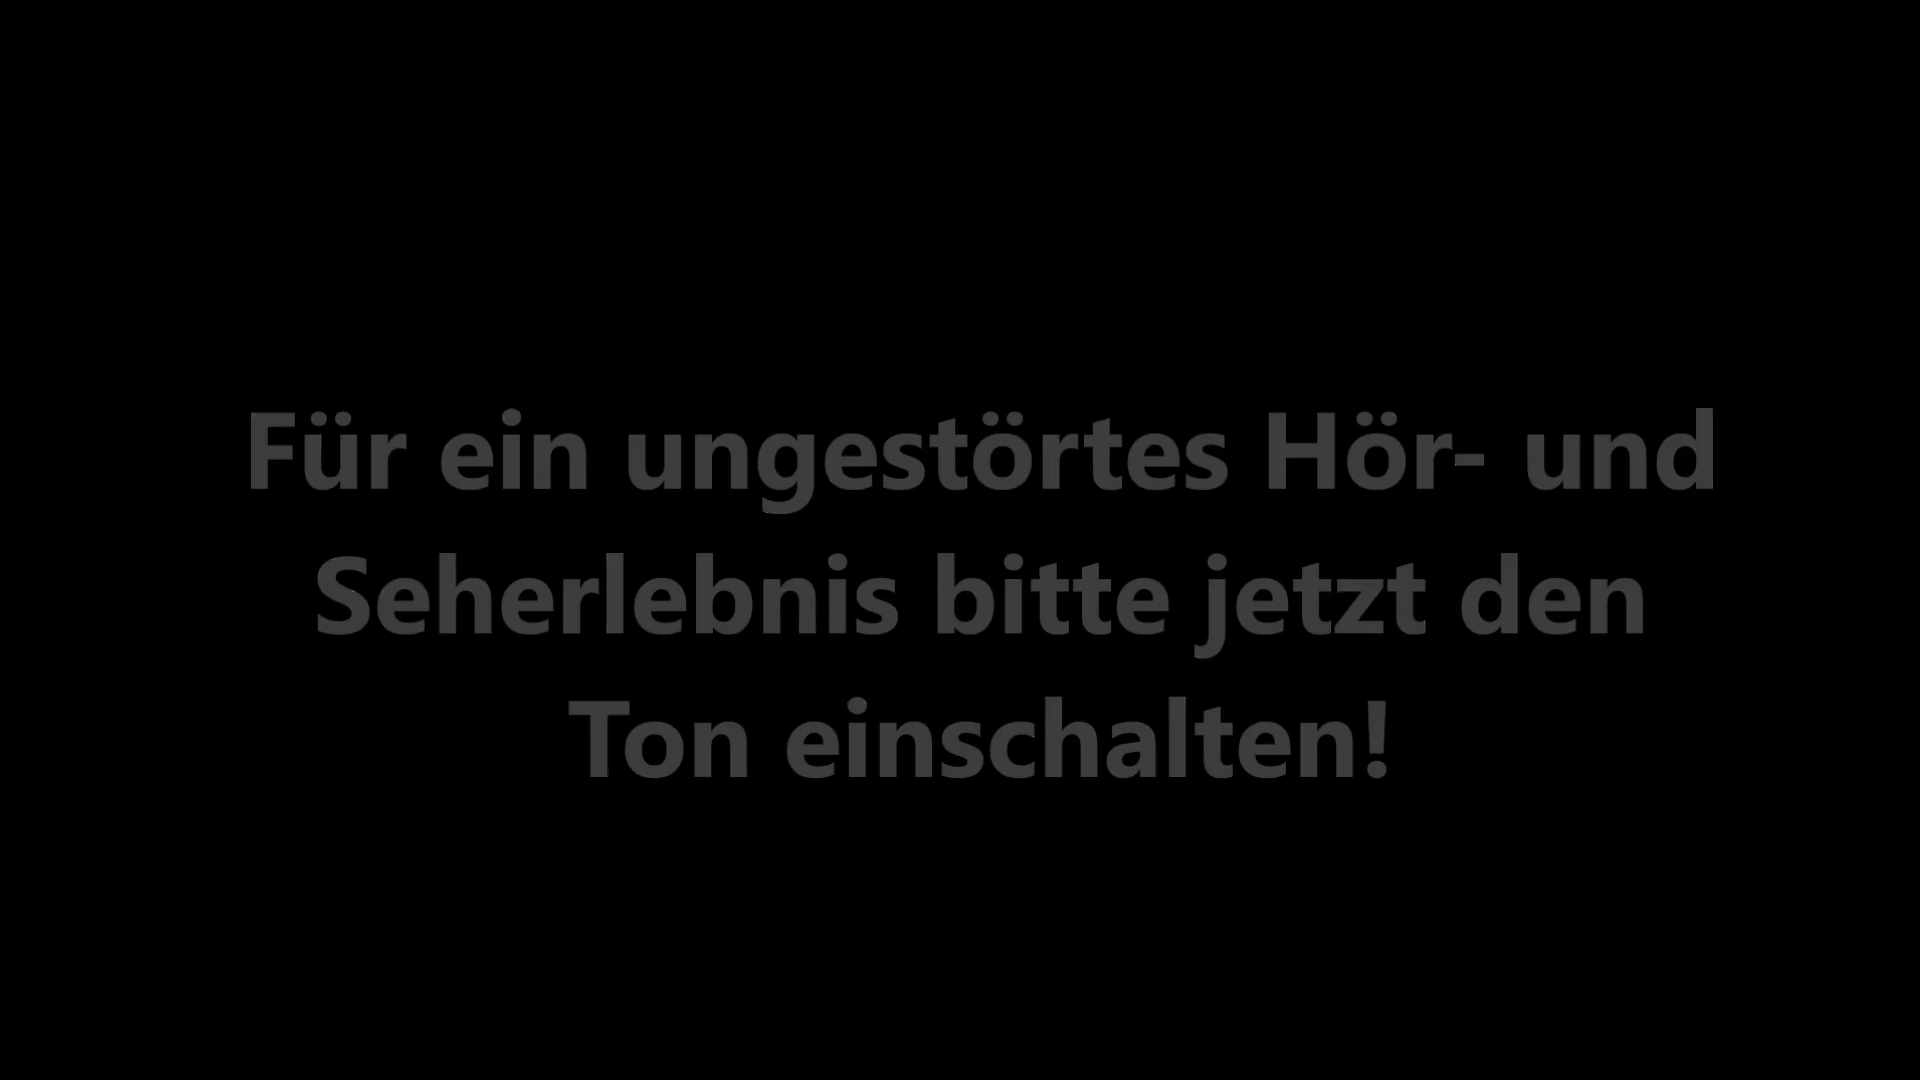 Für ein ungestörtes Hör- und
Seherlebnis bitte jetzt den
Ton einschalten!